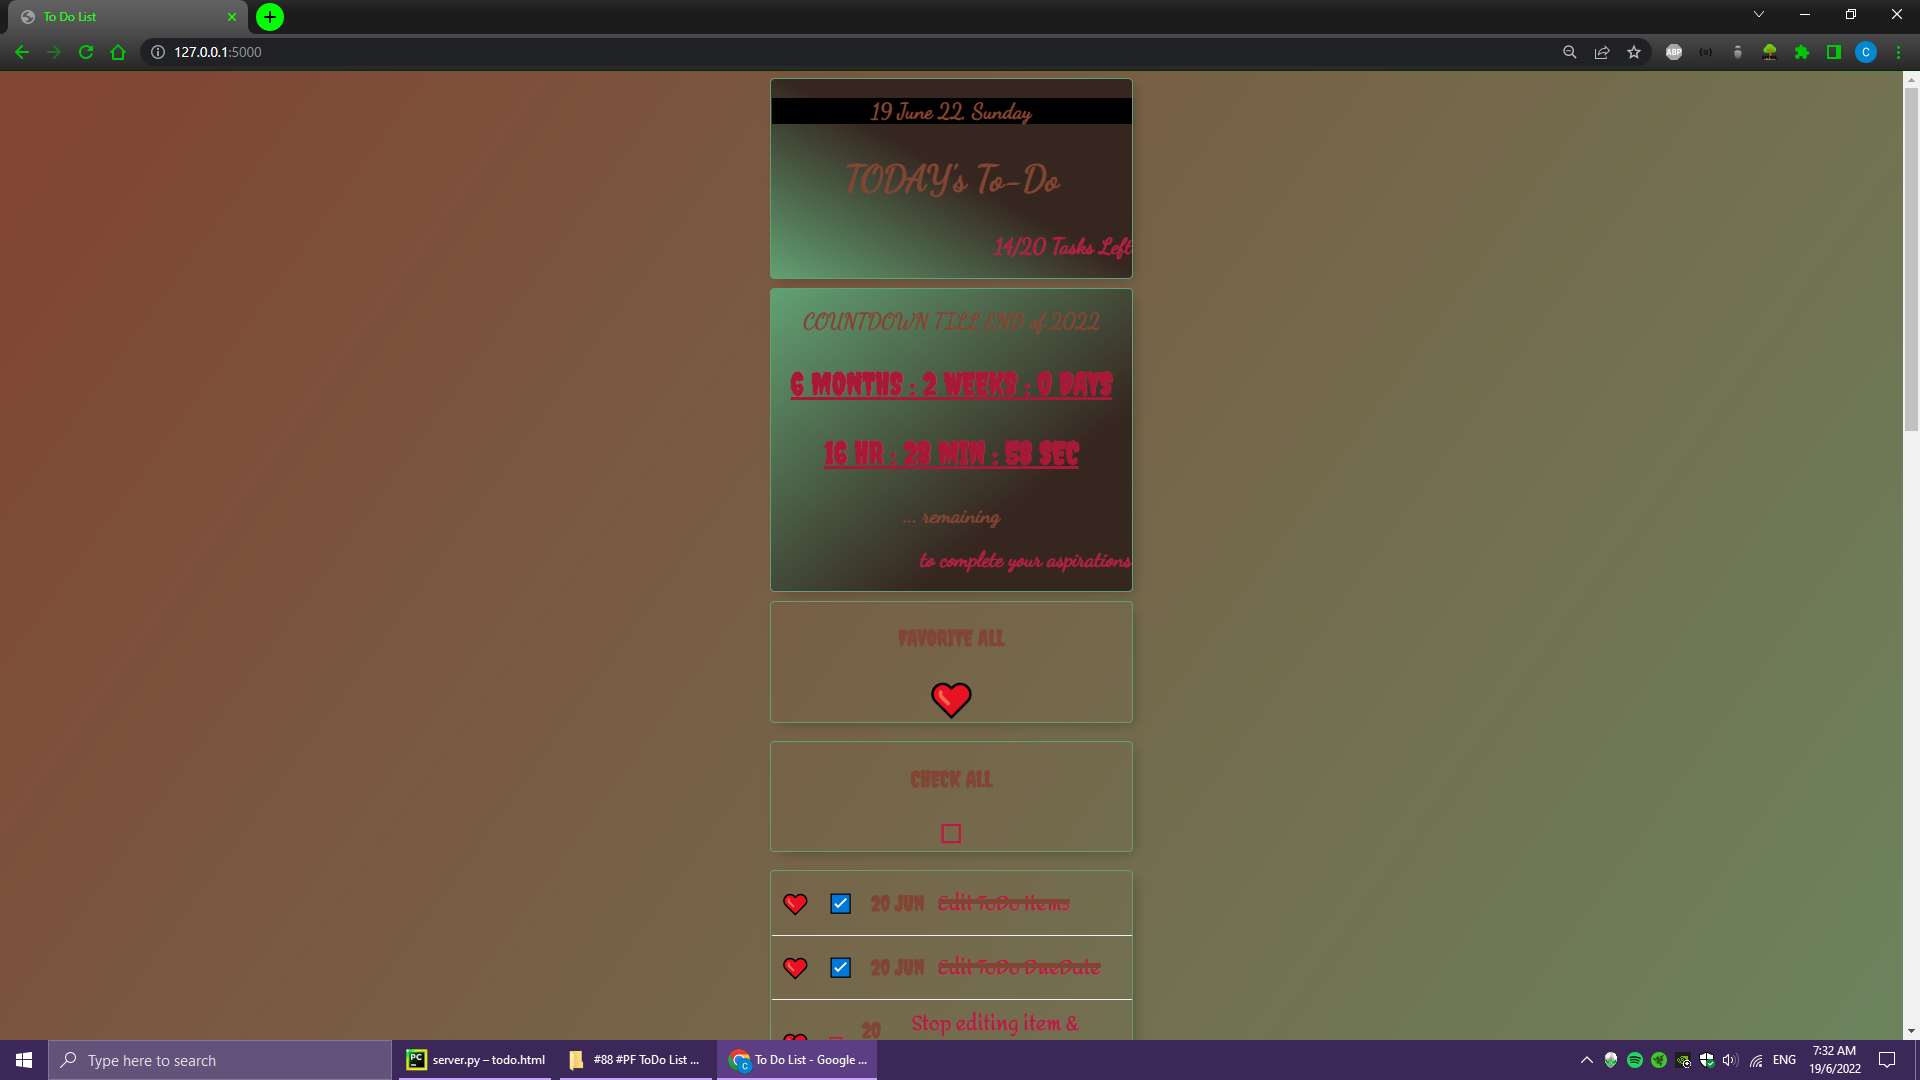 To Do List
127.0.0.1:5000
ABP
C
19 June 22, Sunday
TODAY's To-Do
14/20 Tasks Left
COUNTDOWN TILL END of 2022
6 MONTHS : 2 WEEKS : 0 DAYS
16 HR : 28 MIN : 58 SEC
... remaining
to complete your aspirations
FAVORITE ALL
CHECK ALL
20 JUN Edit ToDo Items
20 JUN Edit ToDo DueDate
20 Stop editing item &
Type here to search
server.py – todo.html
#88 #PF ToDo List ...
To Do List - Google ...
ENG
7:32 AM
19/6/2022